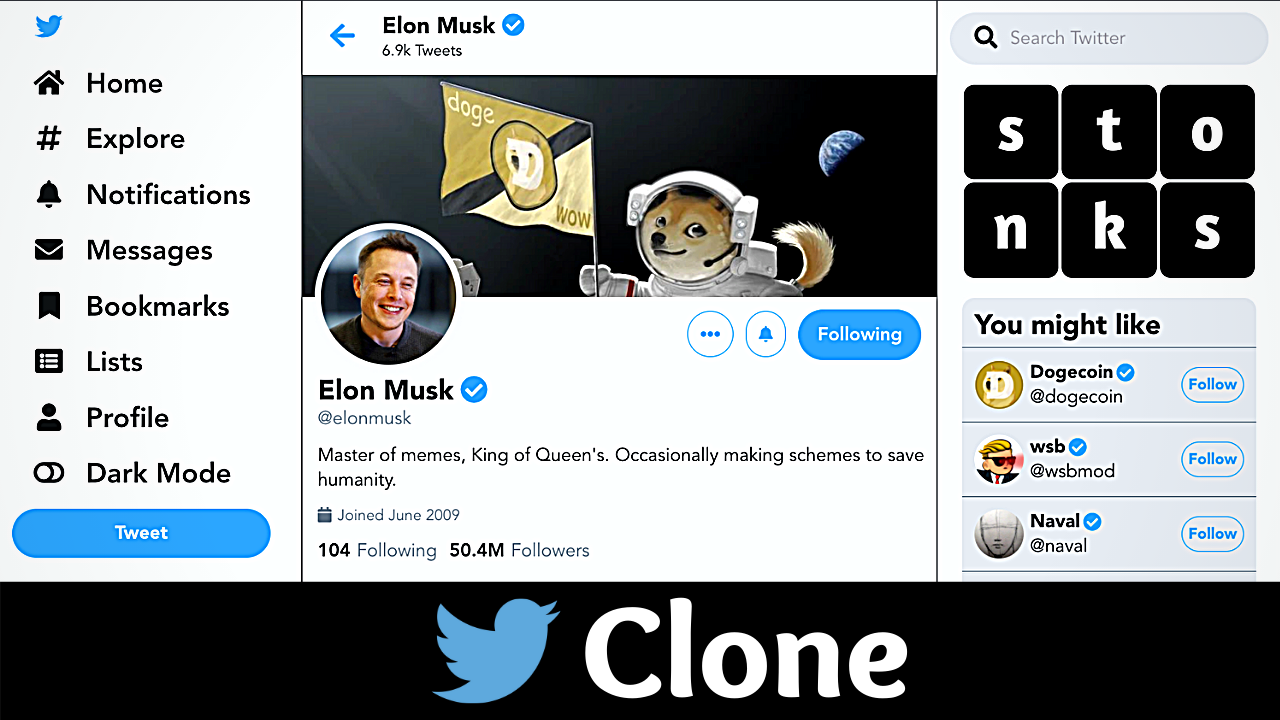 Home
Explore
Notifications
Messages
Bookmarks
Lists
Profile
Dark Mode
Tweet
Elon Musk
6.9k Tweets
doge
wow
Following
Elon Musk
@elonmusk
Master of memes, King of Queen's. Occasionally making schemes to save
humanity.
Joined June 2009
104 Following 50.4M Followers
Search Twitter
s t o
n k s
You might like
Dogecoin
@dogecoin
Follow
wsb
@wsbmod
Follow
Naval
@naval
Follow
Clone